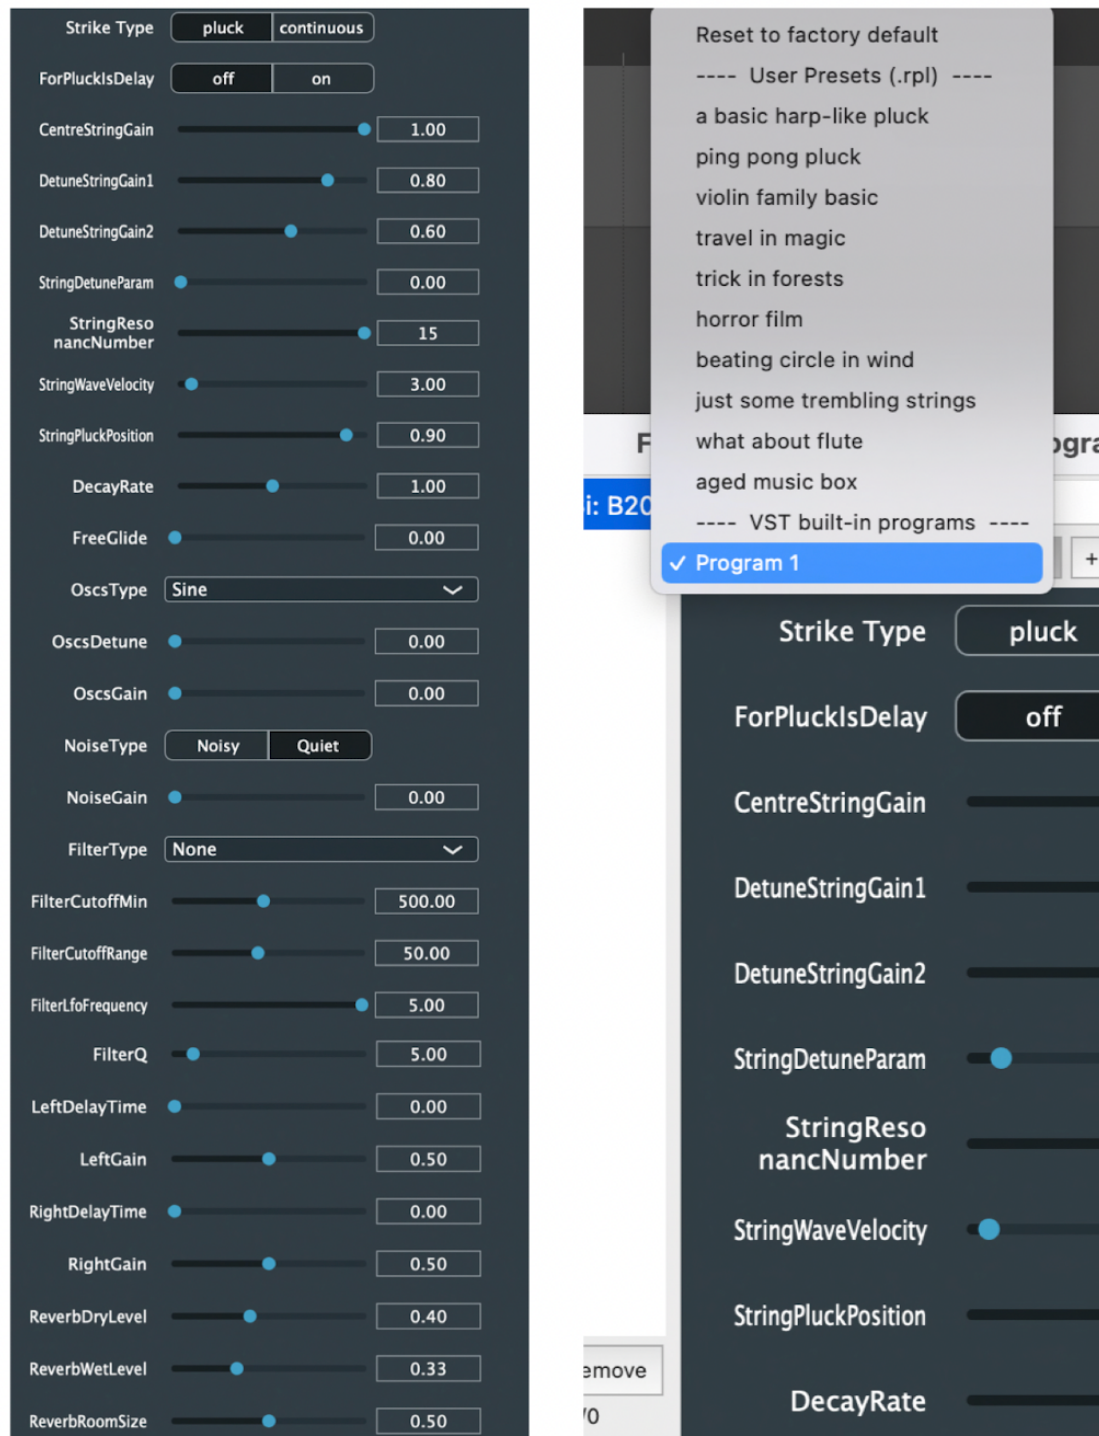 Strike Type pluck continuous
ForPluckIsDelay off on
CentreStringGain 1.00
DetuneStringGain1 0.80
DetuneStringGain2 0.60
StringDetuneParam 0.00
StringReso
nancNumber 15
StringWaveVelocity 3.00
StringPluckPosition 0.90
DecayRate 1.00
FreeGlide 0.00
OscsType Sine
OscsDetune 0.00
OscsGain 0.00
NoiseType Noisy Quiet
NoiseGain 0.00
FilterType None
FilterCutoffMin 500.00
FilterCutoffRange 50.00
FilterLfoFrequency 5.00
FilterQ 5.00
LeftDelayTime 0.00
LeftGain 0.50
RightDelayTime 0.00
RightGain 0.50
ReverbDryLevel 0.40
ReverbWetLevel 0.33
ReverbRoomSize 0.50
Reset to factory default
---- User Presets (.rpl) ----
a basic harp-like pluck
ping pong pluck
violin family basic
travel in magic
trick in forests
horror film
beating circle in wind
just some trembling strings
what about flute
aged music box
---- VST built-in programs ----
✓ Program 1
F
ogra
i: B20
+
Strike Type pluck
ForPluckIsDelay off
CentreStringGain
DetuneStringGain1
DetuneStringGain2
StringDetuneParam
StringReso
nancNumber
StringWaveVelocity
StringPluckPosition
DecayRate
emove
/0